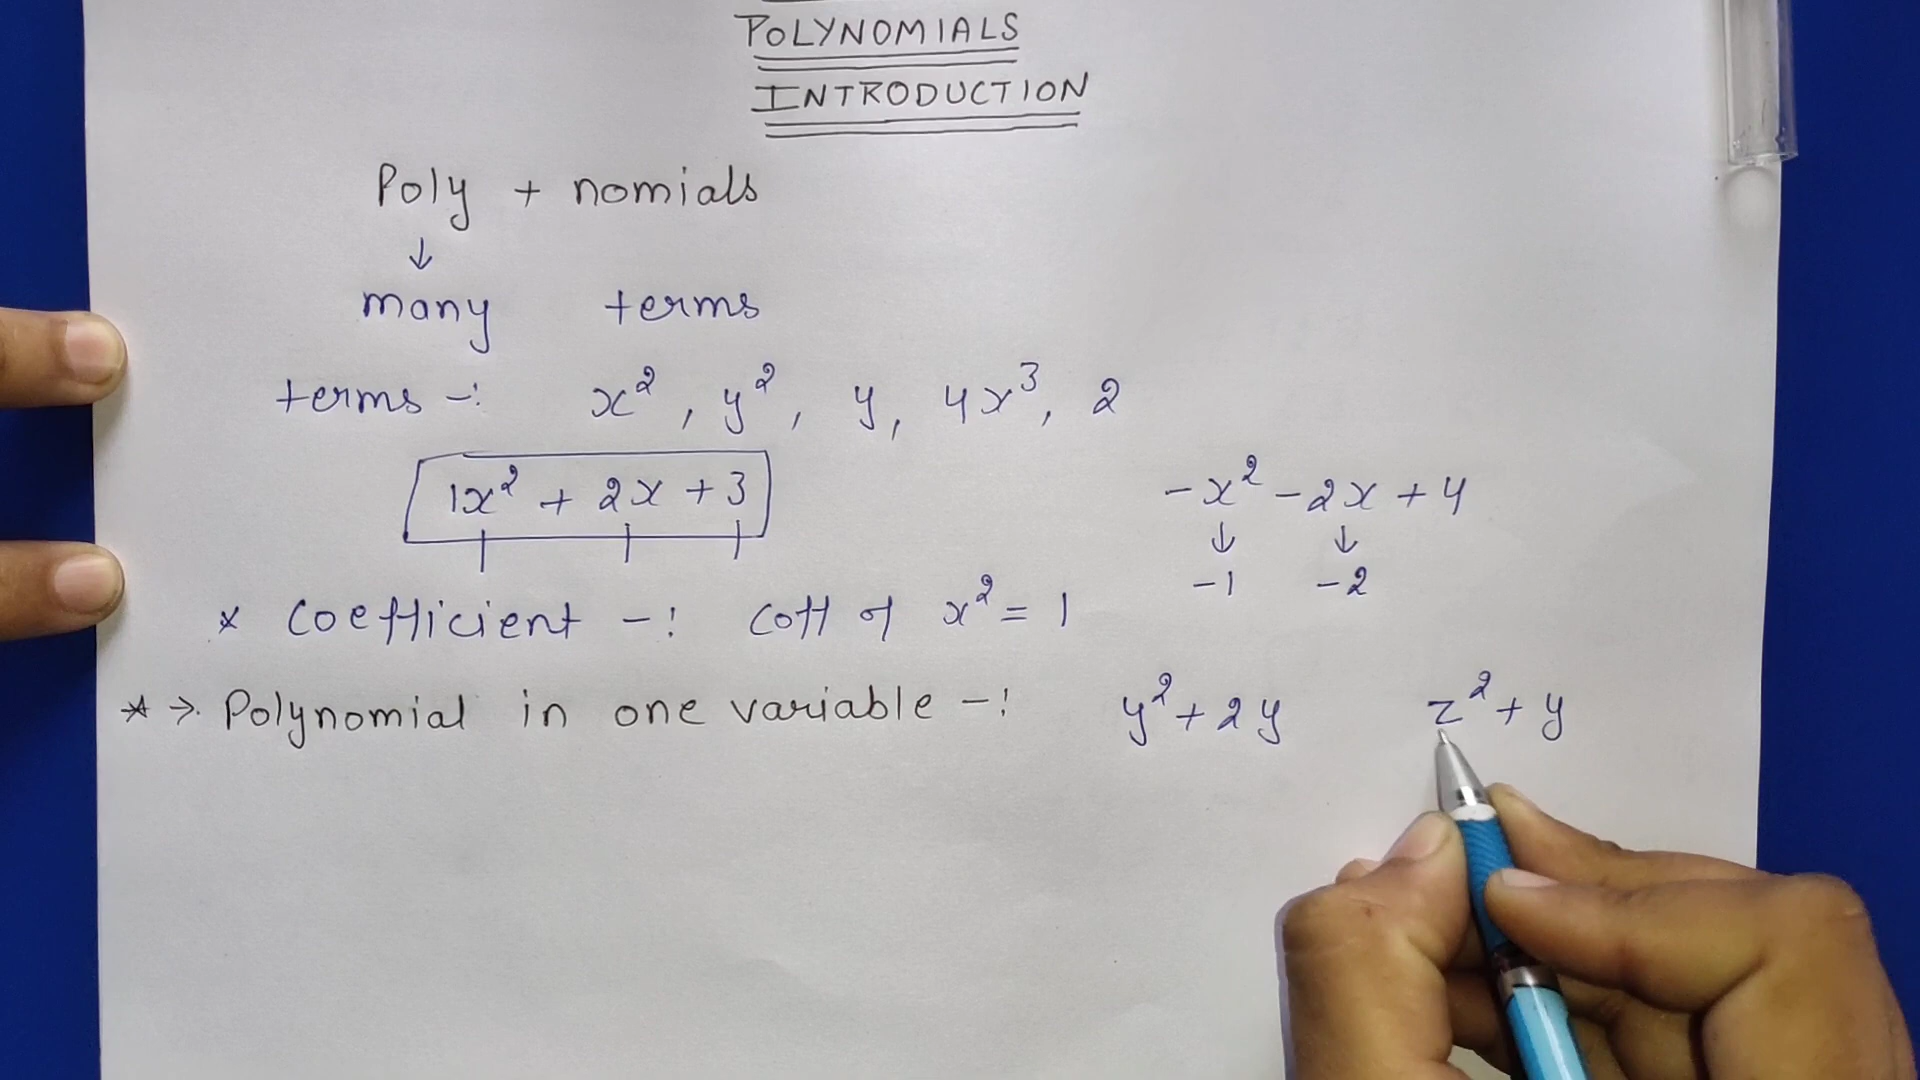 POLYNOMIALS
INTRODUCTION
Poly + nomials
↓
many terms
terms -: x², y², y, 4x³, 2
1x² + 2x + 3
-x² - 2x + 4
↓ ↓
-1 -2
* Coefficient -: Coff of x² = 1
* →. Polynomial in one variable -: y² + 2y z² + y